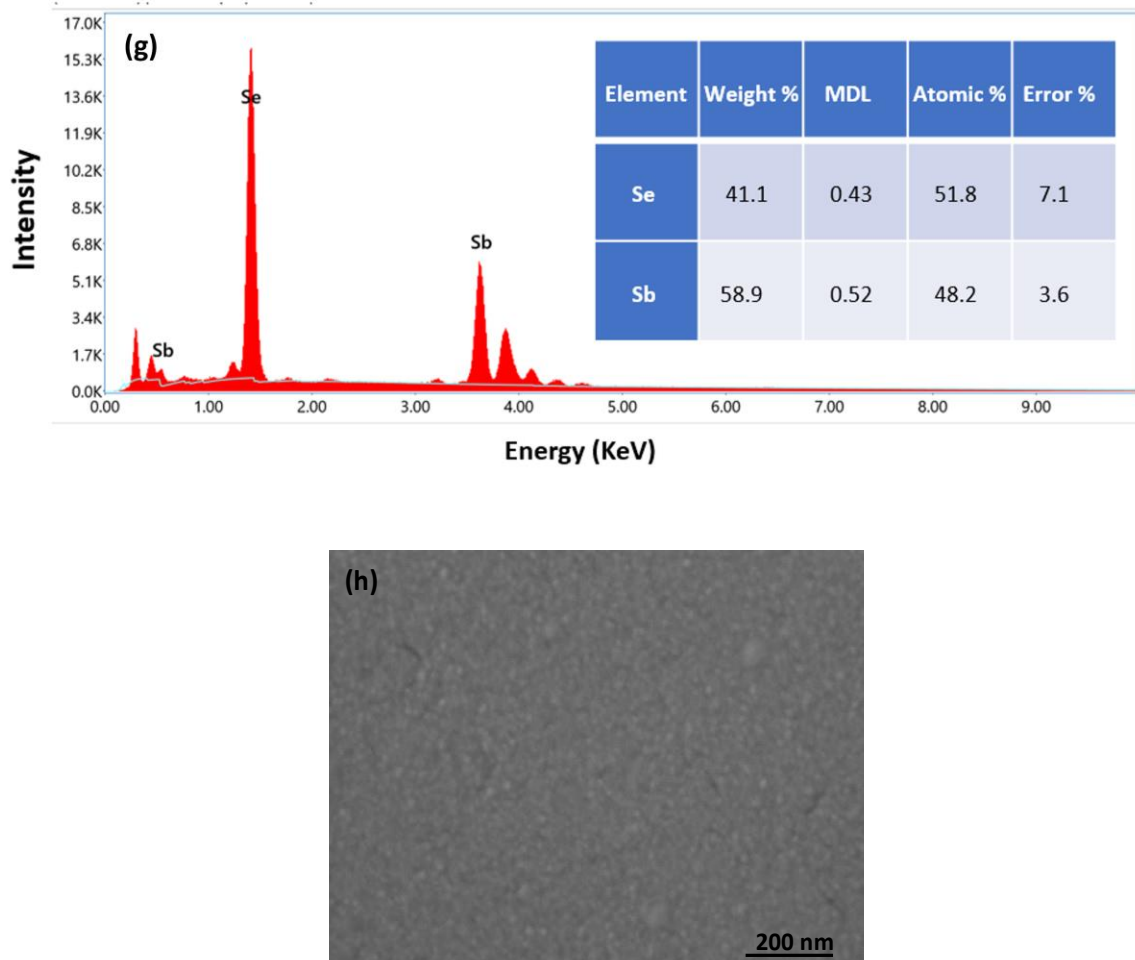 (g)
17.0K
15.3K
13.6K
11.9K
10.2K
8.5K
6.8K
5.1K
3.4K
1.7K
0.0K
Intensity
Se
Sb
Sb
0.00 1.00 2.00 3.00 4.00 5.00 6.00 7.00 8.00 9.00
Energy (KeV)
Element Weight % MDL Atomic % Error %
Se 41.1 0.43 51.8 7.1
Sb 58.9 0.52 48.2 3.6
(h)
200 nm